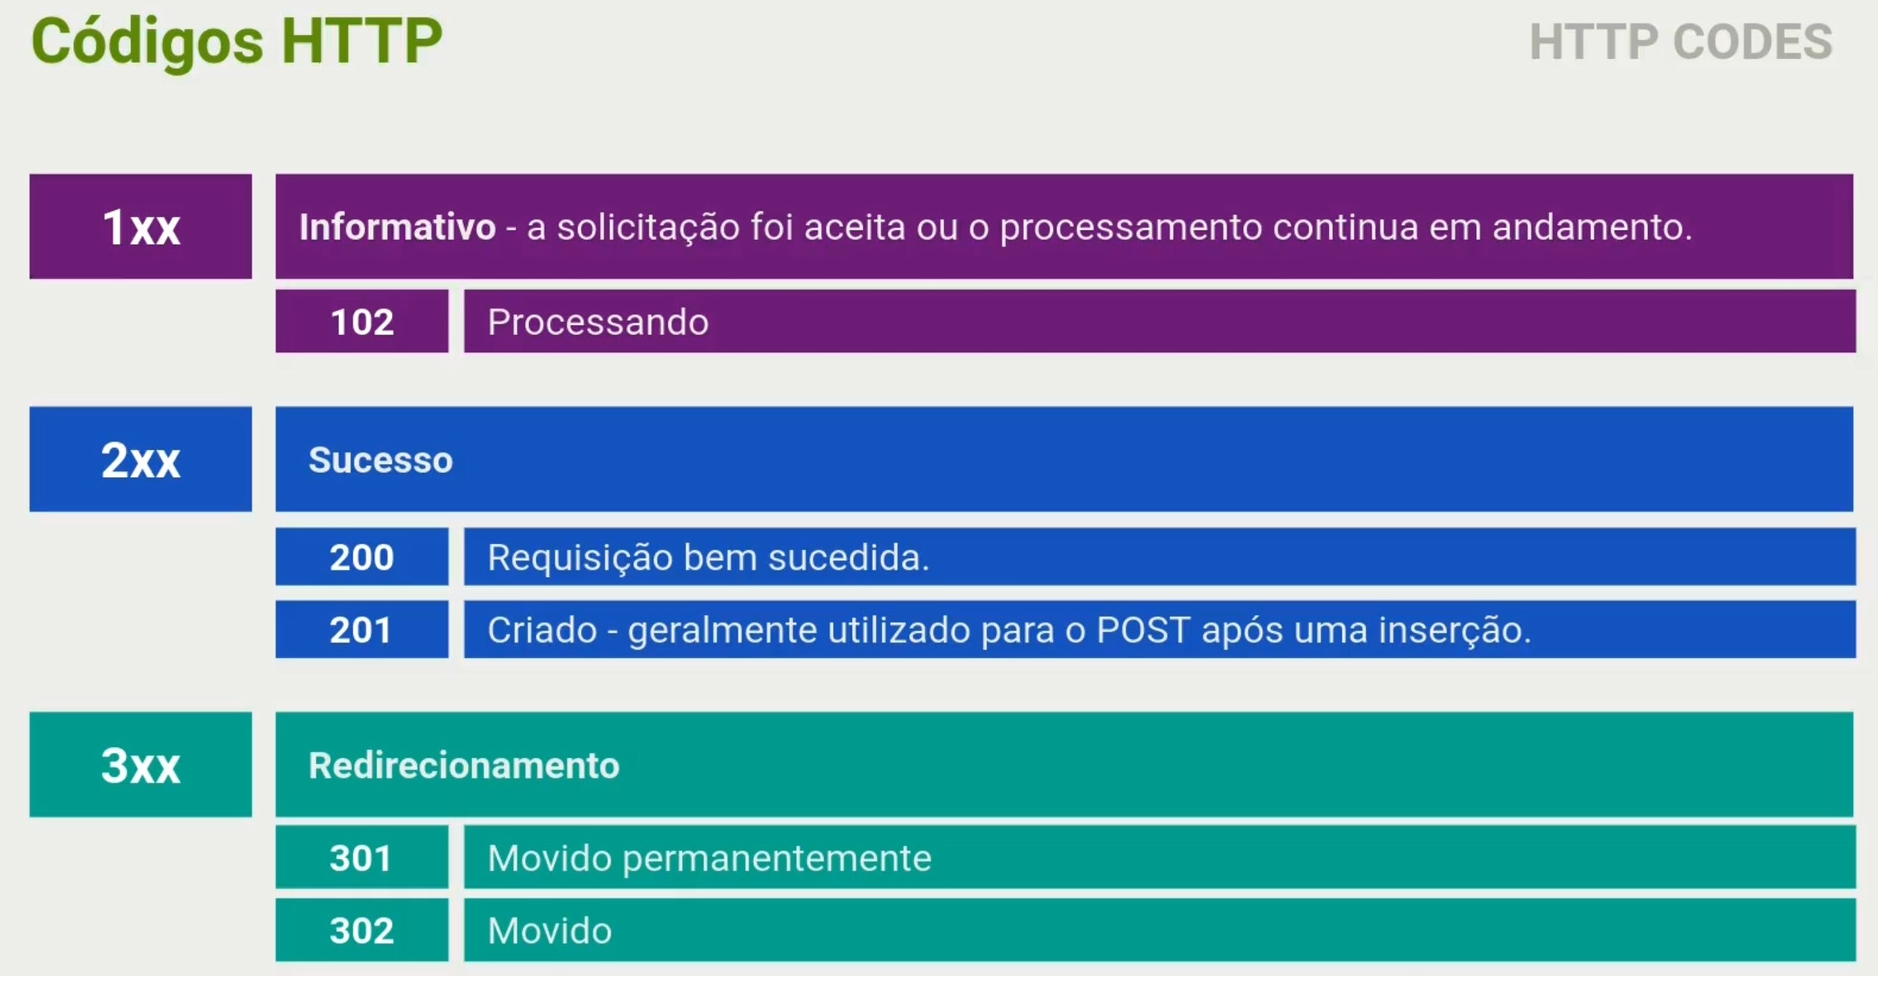 Códigos HTTP
HTTP CODES
1xx
Informativo - a solicitação foi aceita ou o processamento continua em andamento.
102
Processando
2xx
Sucesso
200
Requisição bem sucedida.
201
Criado - geralmente utilizado para o POST após uma inserção.
3xx
Redirecionamento
301
Movido permanentemente
302
Movido